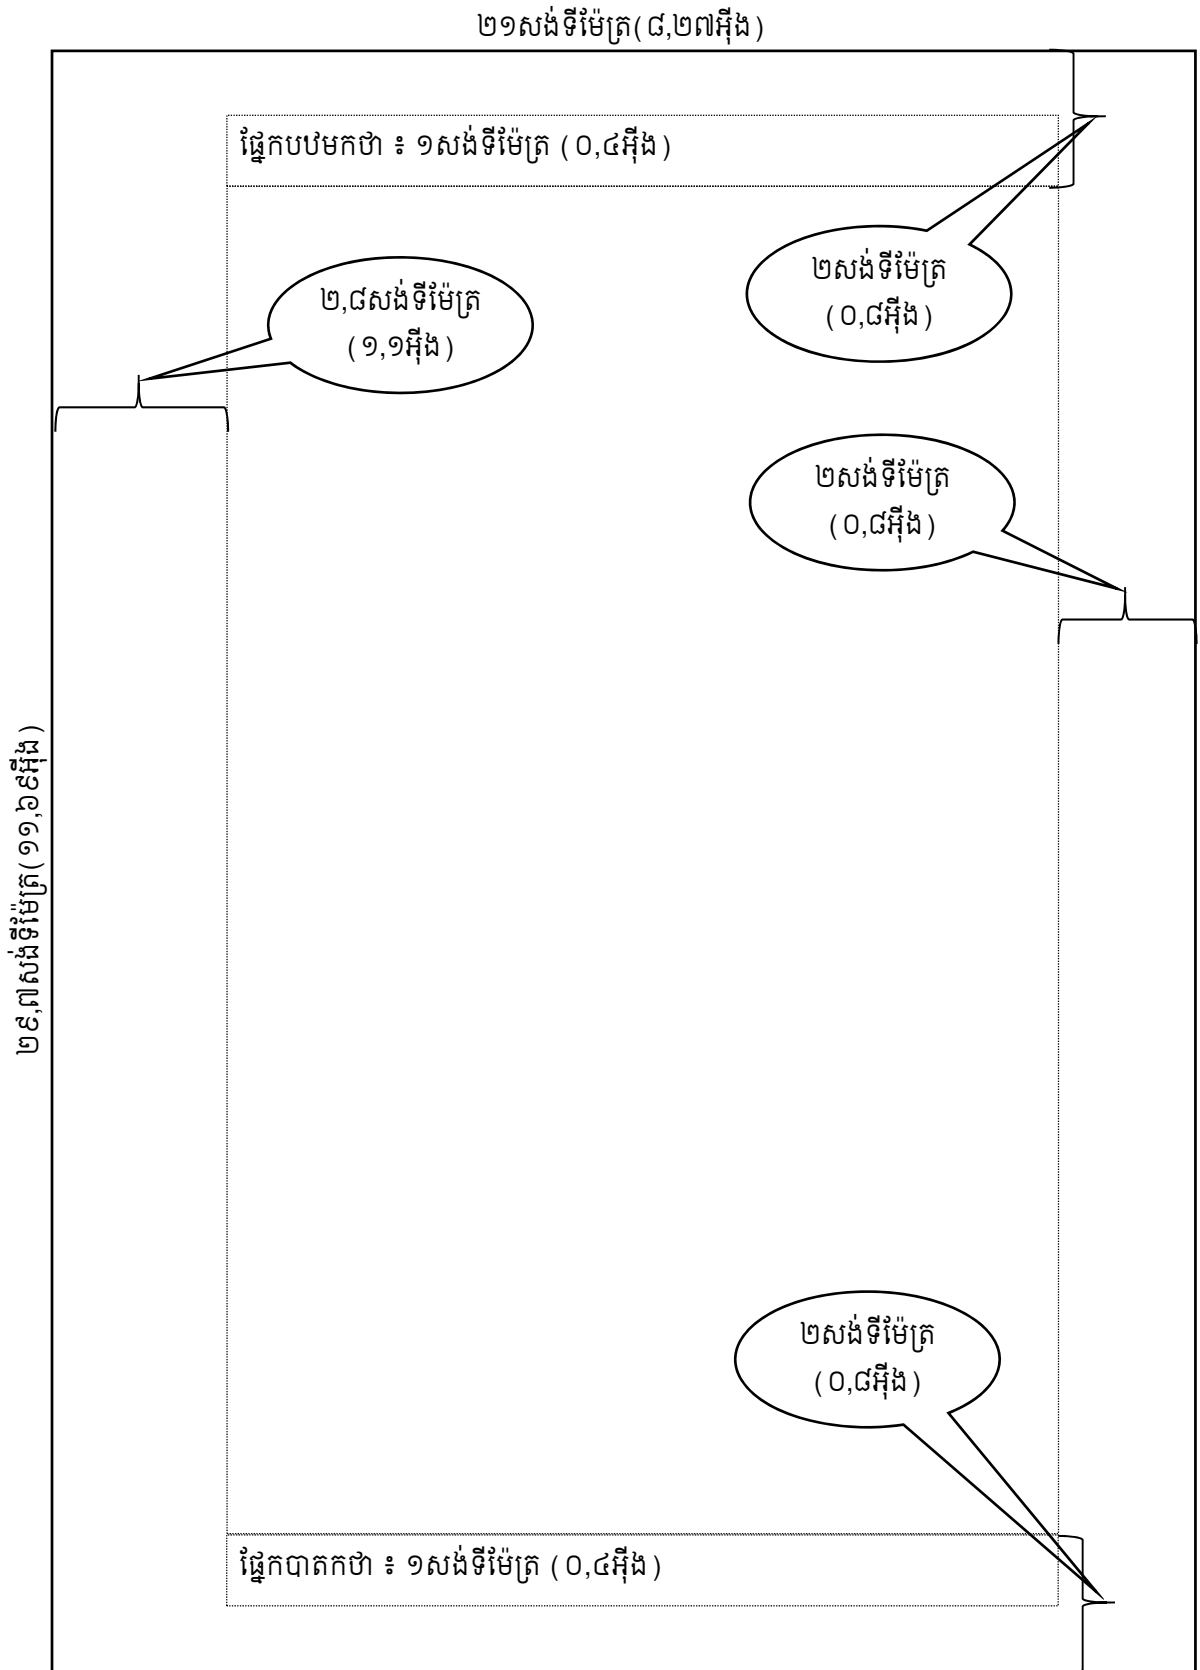 ២១សង់ទីម៉ែត្រ(៨,២៧អ៊ីង)
ផ្នែកបឋមកថា ៖ ១សង់ទីម៉ែត្រ (០,៤អ៊ីង)
២សង់ទីម៉ែត្រ
(០,៨អ៊ីង)
២,៨សង់ទីម៉ែត្រ
(១,១អ៊ីង)
២សង់ទីម៉ែត្រ
(០,៨អ៊ីង)
២៩,៧សង់ទីម៉ែត្រ(១១,៦៩អ៊ីង)
២សង់ទីម៉ែត្រ
(០,៨អ៊ីង)
ផ្នែកបាតកថា ៖ ១សង់ទីម៉ែត្រ (០,៤អ៊ីង)